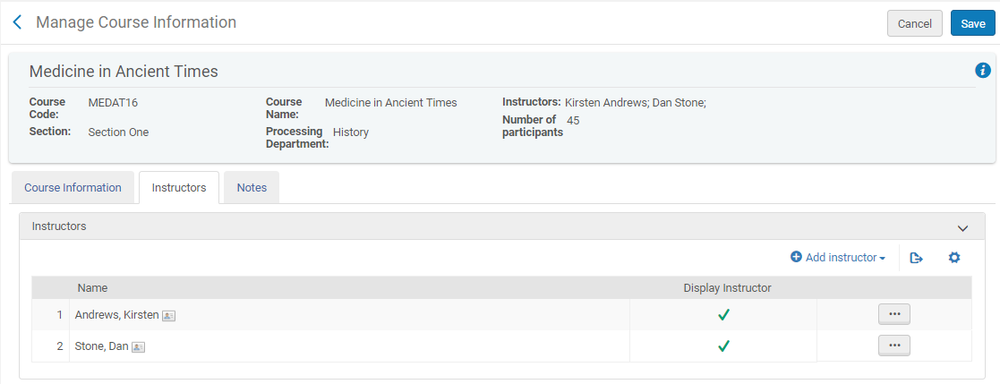 Manage Course Information
Cancel
Save
Medicine in Ancient Times
Course Code: MEDAT16
Course Name: Medicine in Ancient Times
Instructors: Kirsten Andrews; Dan Stone;
Section: Section One
Processing Department: History
Number of participants 45
Course Information
Instructors
Notes
Instructors
Add instructor
Name Display Instructor
1 Andrews, Kirsten
2 Stone, Dan